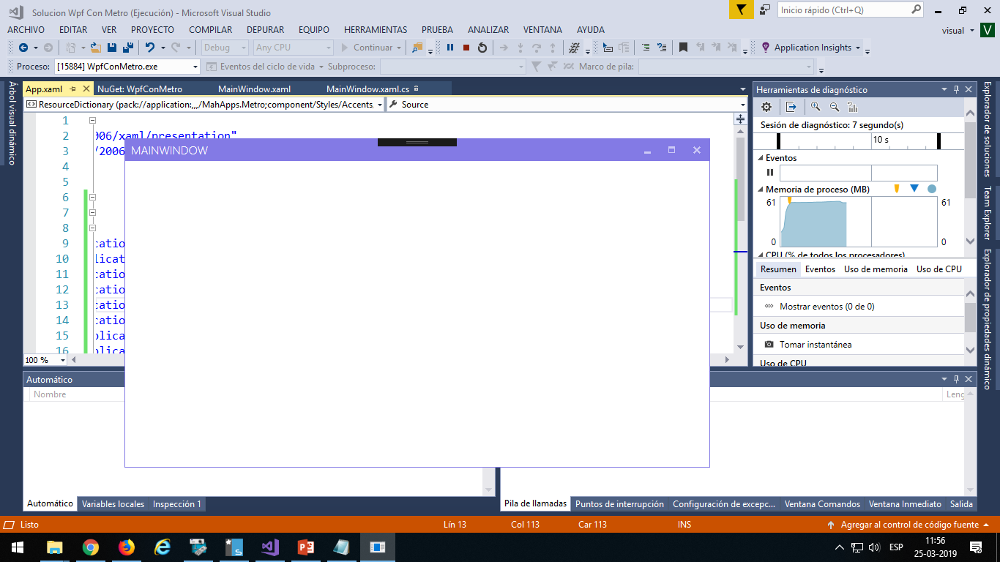 Solucion Wpf Con Metro (Ejecución) - Microsoft Visual Studio
Inicio rápido (Ctrl+Q)
ARCHIVO EDITAR VER PROYECTO COMPILAR DEPURAR EQUIPO HERRAMIENTAS PRUEBA ANALIZAR VENTANA AYUDA
visual V
Debug Any CPU Continuar Application Insights
Proceso: [15884] WpfConMetro.exe Eventos del ciclo de vida Subproceso: Marco de pila:
Árbol visual dinámico
App.xaml NuGet: WpfConMetro MainWindow.xaml MainWindow.xaml.cs
ResourceDictionary (pack://application:,,,/MahApps.Metro;component/Styles/Accents, Source
1
2 006/xaml/presentation"
3 /2006
4
5
6
7
8
9 catio
10 licat
11 catio
12 catio
13 catio
14 catio
15 plica
16 plica
100 %
MAINWINDOW
Herramientas de diagnóstico
Sesión de diagnóstico: 7 segundo(s)
10 s
Eventos
Memoria de proceso (MB)
61 61
0 0
CPU (% de todos los procesadores)
Resumen Eventos Uso de memoria Uso de CPU
Eventos
Mostrar eventos (0 de 0)
Uso de memoria
Tomar instantánea
Uso de CPU
Explorador de soluciones
Team Explorer
Explorador de propiedades dinámico
Automático
Nombre
Leng
Automático Variables locales Inspección 1
Pila de llamadas Puntos de interrupción Configuración de excepc... Ventana Comandos Ventana Inmediato Salida
Listo Lín 13 Col 113 Car 113 INS Agregar al control de código fuente
ESP
11:56
25-03-2019